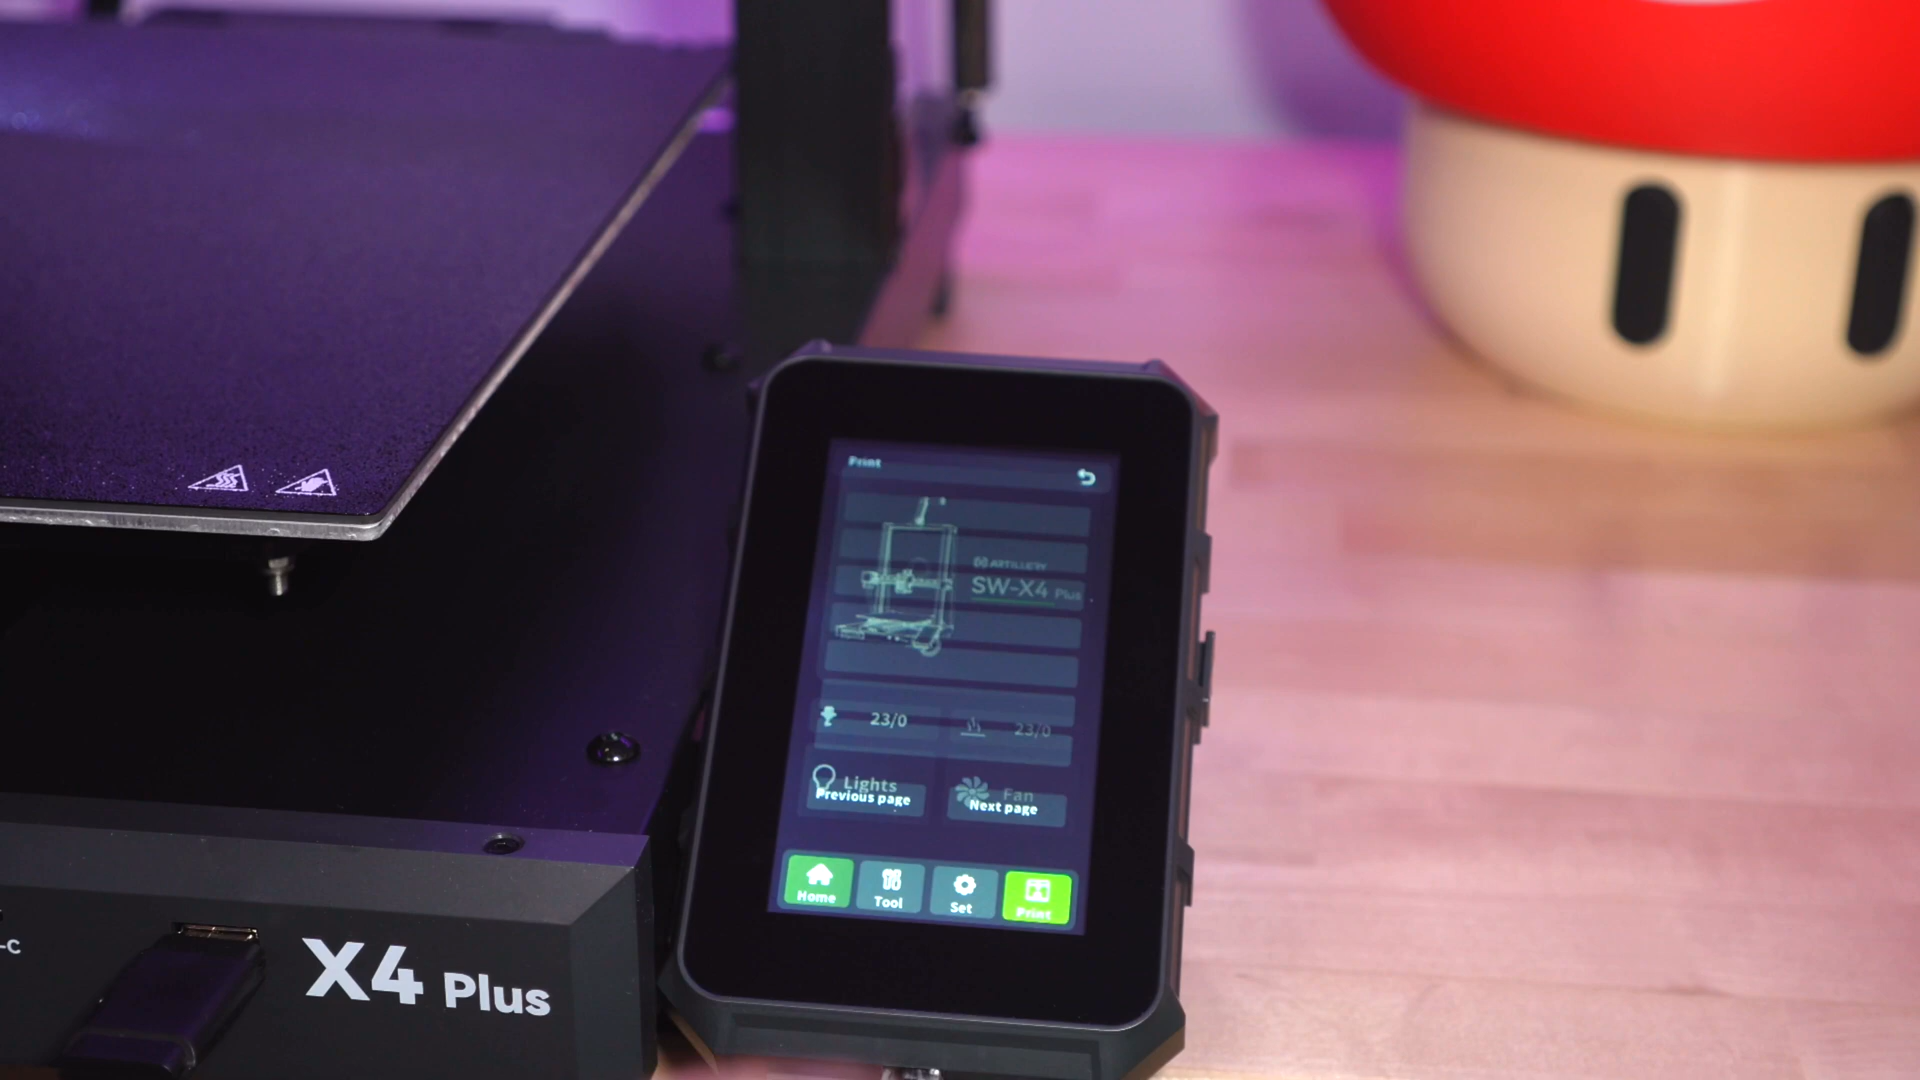 Print
ARTILLERY
SW-X4 Plus
23/0
23/0
Lights
Fan
Previous page
Next page
Home
Tool
Set
Print
-C
X4 Plus